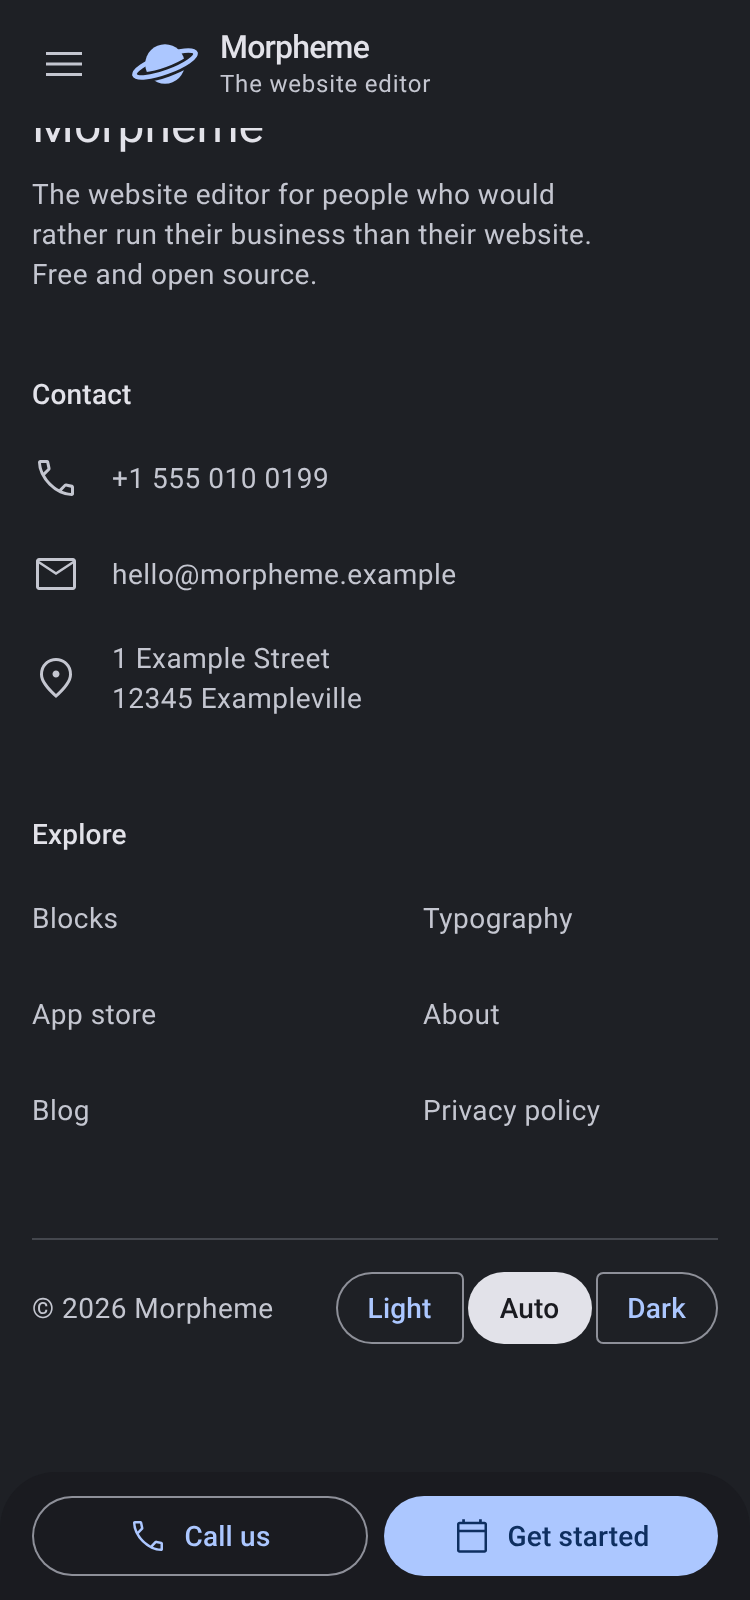 Morpheme
The website editor
Morpheme
The website editor for people who would
rather run their business than their website.
Free and open source.
Contact
+1 555 010 0199
hello@morpheme.example
1 Example Street
12345 Exampleville
Explore
Blocks
Typography
App store
About
Blog
Privacy policy
© 2026 Morpheme
Light
Auto
Dark
Call us
Get started